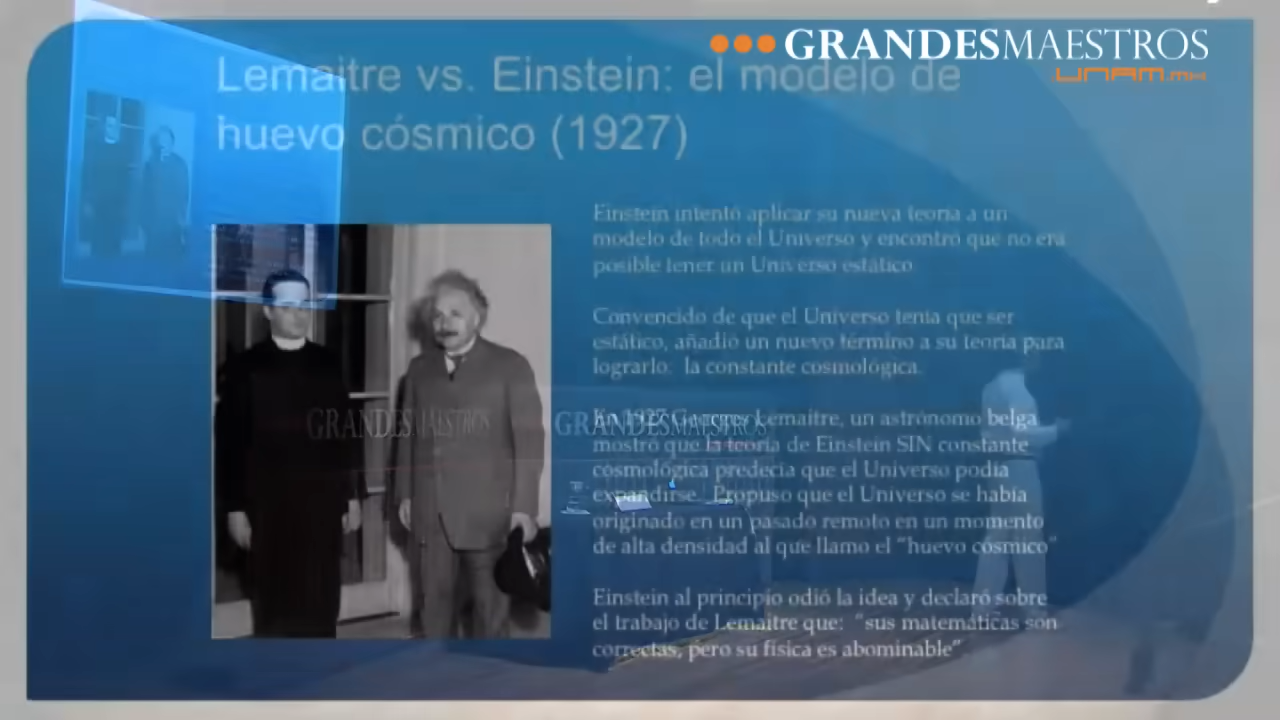 GRANDESMAESTROS
UNAM.MX
Lemaitre vs. Einstein: el modelo de
huevo cósmico (1927)
Einstein intentó aplicar su nueva teoría a un
modelo de todo el Universo y encontró que no era
posible tener un Universo estático
Convencido de que el Universo tenía que ser
estático, añadió un nuevo término a su teoría para
lograrlo: la constante cosmológica.
En 1927 Georges Lemaitre, un astrónomo belga
mostró que la teoría de Einstein SIN constante
cosmológica predecía que el Universo podía
expandirse. Propuso que el Universo se había
originado en un pasado remoto en un momento
de alta densidad al que llamo el "huevo cósmico"
Einstein al principio odió la idea y declaró sobre
el trabajo de Lemaitre que: "sus matemáticas son
correctas, pero su física es abominable"
GRANDESMAESTROS
GRANDESMAESTROS